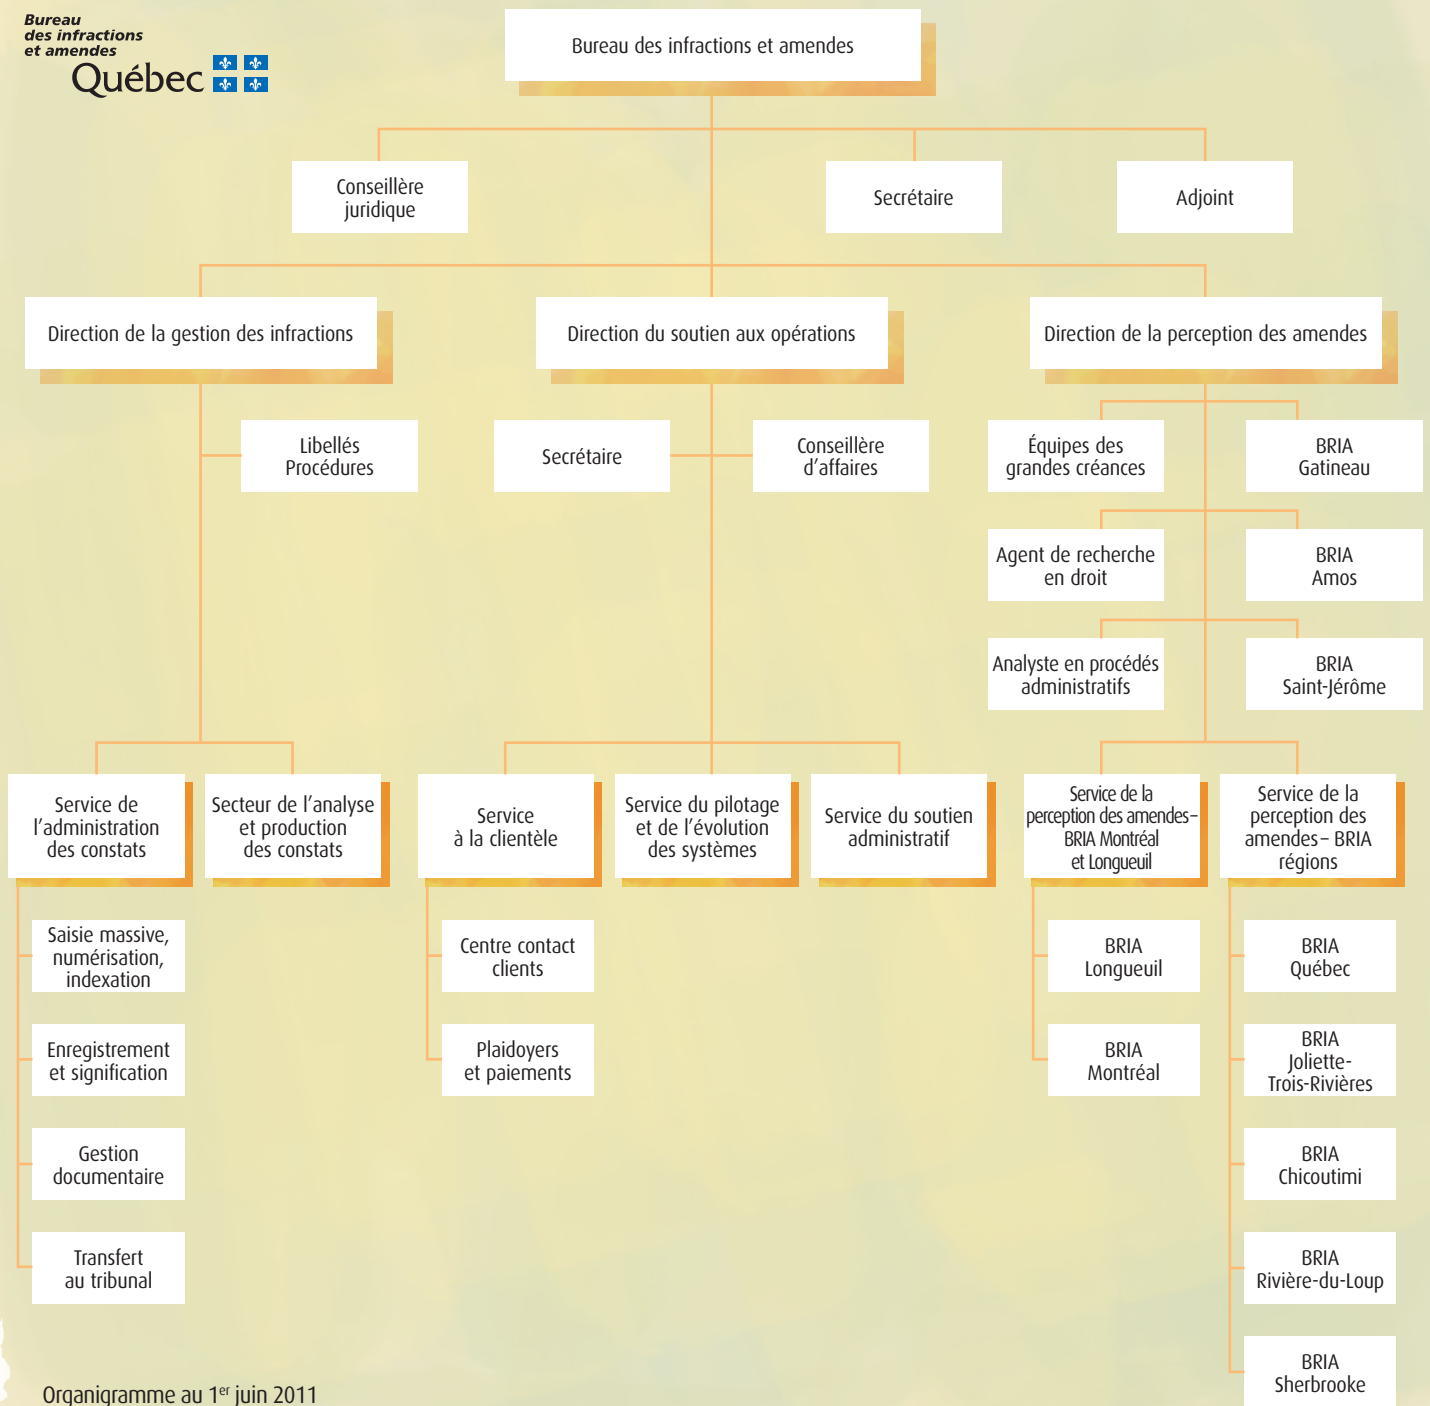 Bureau
des infractions
et amendes
Québec
Bureau des infractions et amendes
Conseillère
juridique
Secrétaire
Adjoint
Direction de la gestion des infractions
Direction du soutien aux opérations
Direction de la perception des amendes
Libellés
Procédures
Secrétaire
Conseillère
d’affaires
Équipes des
grandes créances
BRIA
Gatineau
Agent de recherche
en droit
BRIA
Amos
Analyste en procédés
administratifs
BRIA
Saint-Jérôme
Service de
l’administration
des constats
Secteur de l’analyse
et production
des constats
Service
à la clientèle
Service du pilotage
et de l’évolution
des systèmes
Service du soutien
administratif
Service de la
perception des amendes–
BRIA Montréal
et Longueuil
Service de la
perception des
amendes– BRIA
régions
Saisie massive,
numérisation,
indexation
Centre contact
clients
BRIA
Longueuil
BRIA
Québec
Enregistrement
et signification
Plaidoyers
et paiements
BRIA
Montréal
BRIA
Joliette-
Trois-Rivières
Gestion
documentaire
BRIA
Chicoutimi
Transfert
au tribunal
BRIA
Rivière-du-Loup
BRIA
Sherbrooke
Organigramme au 1er juin 2011